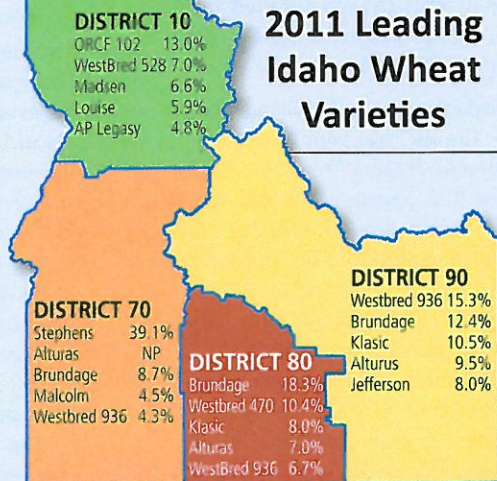 2011 Leading
Idaho Wheat
Varieties
DISTRICT 10
ORCF 102 13.0%
WestBred 528 7.0%
Madsen 6.6%
Louise 5.9%
AP Legasy 4.8%
DISTRICT 70
Stephens 39.1%
Alturas NP
Brundage 8.7%
Malcolm 4.5%
Westbred 936 4.3%
DISTRICT 80
Brundage 18.3%
Westbred 470 10.4%
Klasic 8.0%
Alturas 7.0%
WestBred 936 6.7%
DISTRICT 90
Westbred 936 15.3%
Brundage 12.4%
Klasic 10.5%
Alturus 9.5%
Jefferson 8.0%